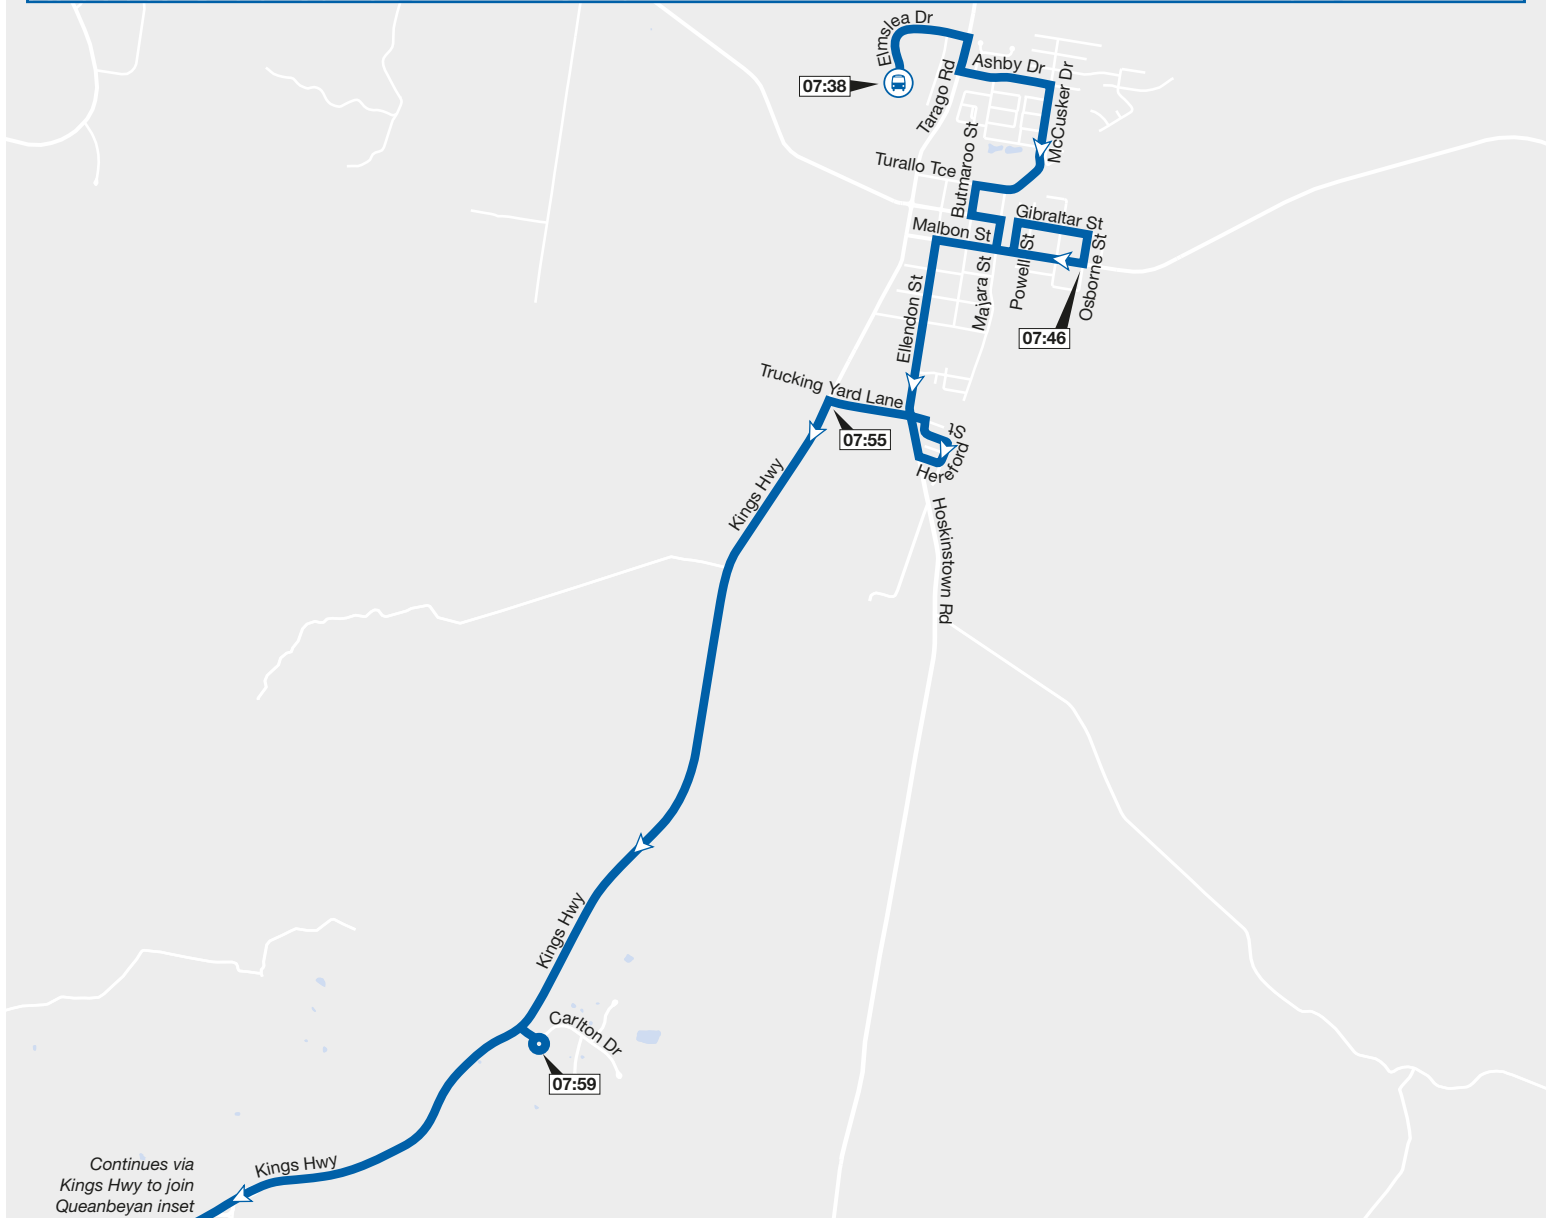 Elmslea Dr
07:38
Tarago Rd
Ashby Dr
McCusker Dr
Turallo Tce
Butmaroo St
Gibraltar St
Malbon St
Powell St
Osborne St
Majara St
07:46
Ellendon St
Trucking Yard Lane
07:55
Hereford St
Kings Hwy
Hoskinstown Rd
Kings Hwy
Carlton Dr
07:59
Kings Hwy
Continues via
Kings Hwy to join
Queanbeyan inset